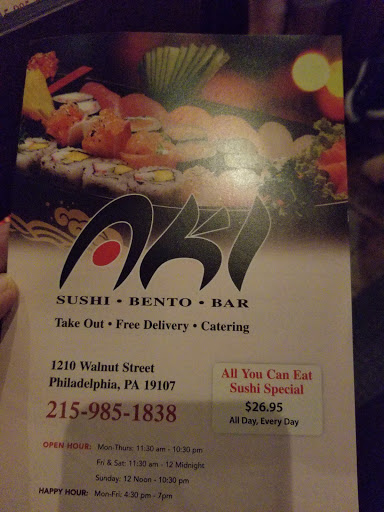 AKI
SUSHI • BENTO • BAR
Take Out • Free Delivery • Catering
1210 Walnut Street
Philadelphia, PA 19107
215-985-1838
All You Can Eat
Sushi Special
$26.95
All Day, Every Day
OPEN HOUR: Mon-Thurs: 11:30 am - 10:30 pm
Fri & Sat: 11:30 am - 12 Midnight
Sunday: 12 Noon - 10:30 pm
HAPPY HOUR: Mon-Fri: 4:30 pm - 7pm